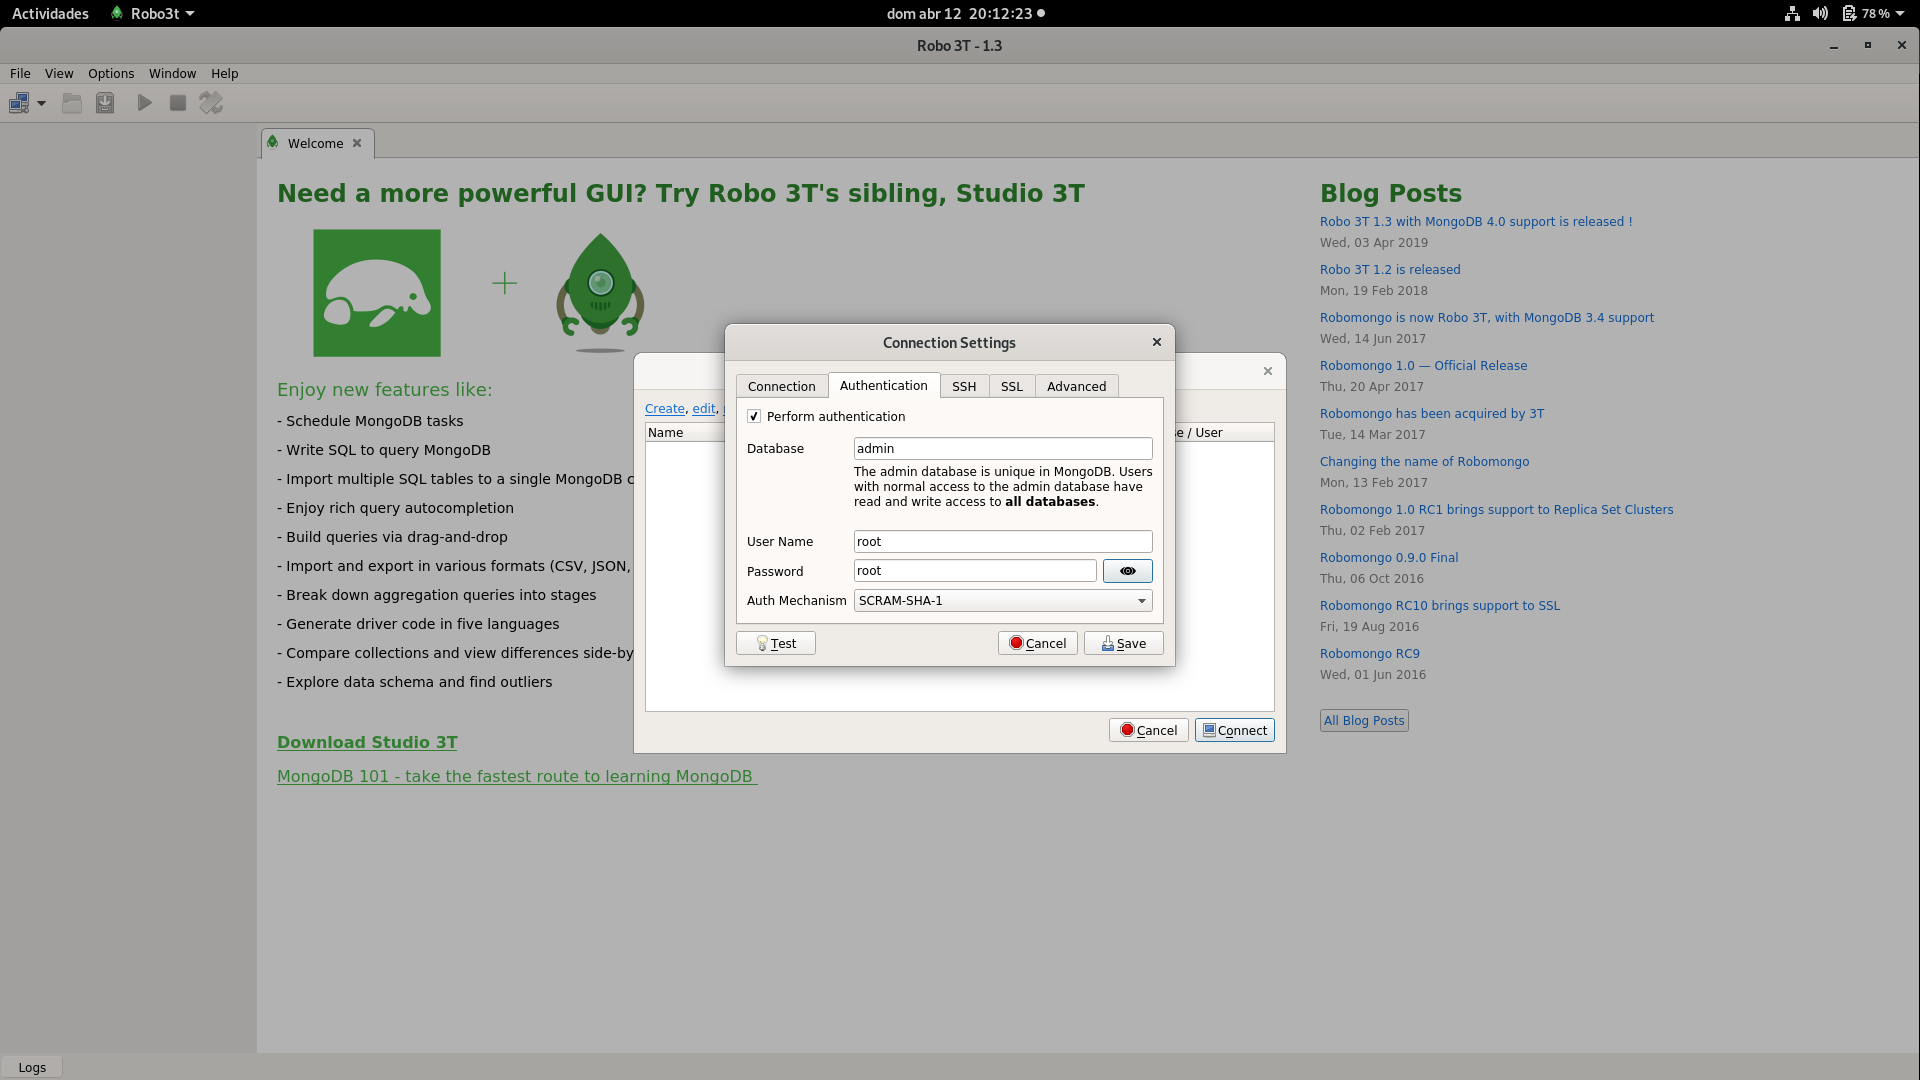 Actividades Robo3t dom abr 12 20:12:23 78 %
Robo 3T - 1.3
File View Options Window Help
Welcome
Need a more powerful GUI? Try Robo 3T's sibling, Studio 3T
Enjoy new features like:
- Schedule MongoDB tasks
- Write SQL to query MongoDB
- Import multiple SQL tables to a single MongoDB
- Enjoy rich query autocompletion
- Build queries via drag-and-drop
- Import and export in various formats (CSV, JSON,
- Break down aggregation queries into stages
- Generate driver code in five languages
- Compare collections and view differences side-by
- Explore data schema and find outliers
Download Studio 3T
MongoDB 101 - take the fastest route to learning MongoDB
Create, edit,
Name / User
Cancel Connect
Connection Settings
Connection Authentication SSH SSL Advanced
Perform authentication
Database admin
The admin database is unique in MongoDB. Users
with normal access to the admin database have
read and write access to all databases.
User Name root
Password root
Auth Mechanism SCRAM-SHA-1
Test Cancel Save
Blog Posts
Robo 3T 1.3 with MongoDB 4.0 support is released !
Wed, 03 Apr 2019
Robo 3T 1.2 is released
Mon, 19 Feb 2018
Robomongo is now Robo 3T, with MongoDB 3.4 support
Wed, 14 Jun 2017
Robomongo 1.0 — Official Release
Thu, 20 Apr 2017
Robomongo has been acquired by 3T
Tue, 14 Mar 2017
Changing the name of Robomongo
Mon, 13 Feb 2017
Robomongo 1.0 RC1 brings support to Replica Set Clusters
Thu, 02 Feb 2017
Robomongo 0.9.0 Final
Thu, 06 Oct 2016
Robomongo RC10 brings support to SSL
Fri, 19 Aug 2016
Robomongo RC9
Wed, 01 Jun 2016
All Blog Posts
Logs